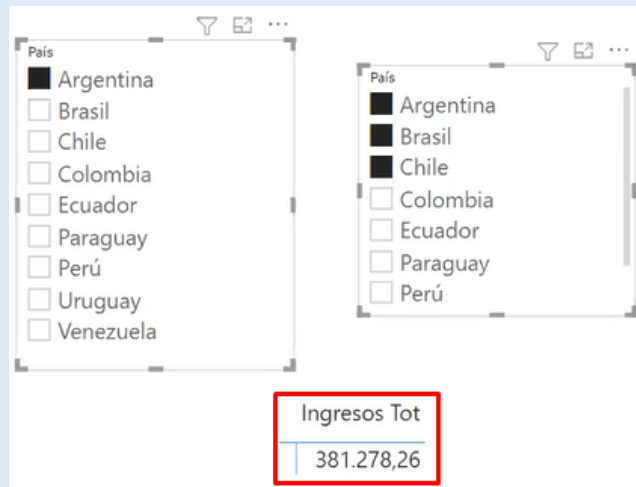 País
Argentina
Brasil
Chile
Colombia
Ecuador
Paraguay
Perú
Uruguay
Venezuela
País
Argentina
Brasil
Chile
Colombia
Ecuador
Paraguay
Perú
Ingresos Tot
381.278,26